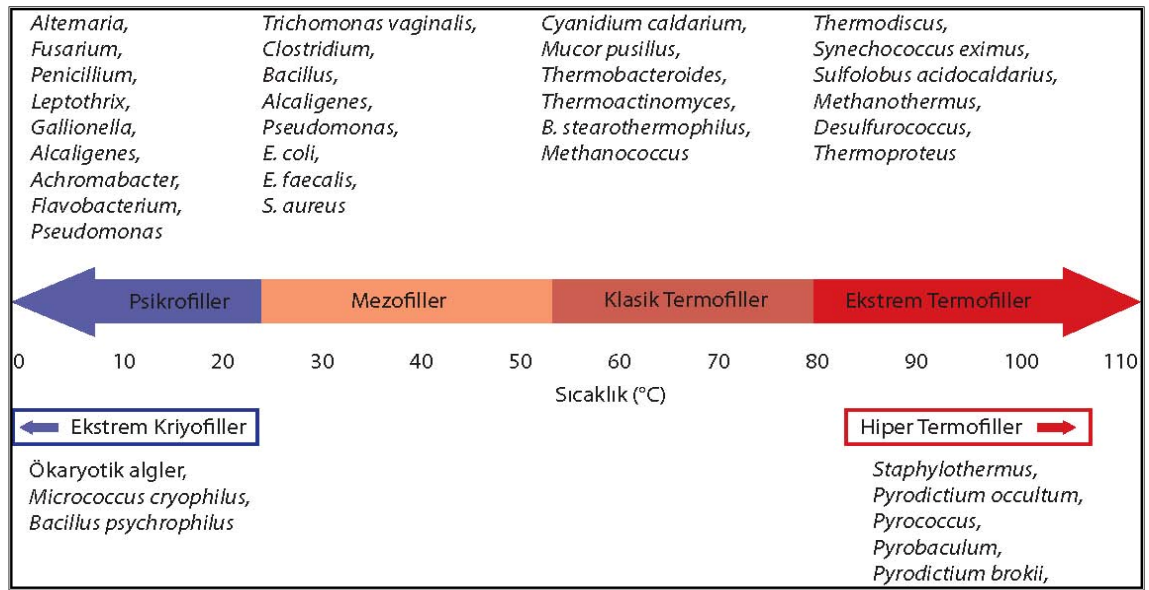 Alternaria,
Fusarium,
Penicillium,
Leptothrix,
Gallionella,
Alcaligenes,
Achromabacter,
Flavobacterium,
Pseudomonas
Trichomonas vaginalis,
Clostridium,
Bacillus,
Alcaligenes,
Pseudomonas,
E. coli,
E. faecalis,
S. aureus
Cyanidium caldarium,
Mucor pusillus,
Thermobacteroides,
Thermoactinomyces,
B. stearothermophilus,
Methanococcus
Thermodiscus,
Synechococcus eximus,
Sulfolobus acidocaldarius,
Methanothermus,
Desulfurococcus,
Thermoproteus
Psikrofiller Mezofiller Klasik Termofiller Ekstrem Termofiller
0 10 20 30 40 50 60 70 80 90 100 110
Sıcaklık (°C)
Ekstrem Kriyofiller
Ökaryotik algler,
Micrococcus cryophilus,
Bacillus psychrophilus
Hiper Termofiller
Staphylothermus,
Pyrodictium occultum,
Pyrococcus,
Pyrobaculum,
Pyrodictium brokii,